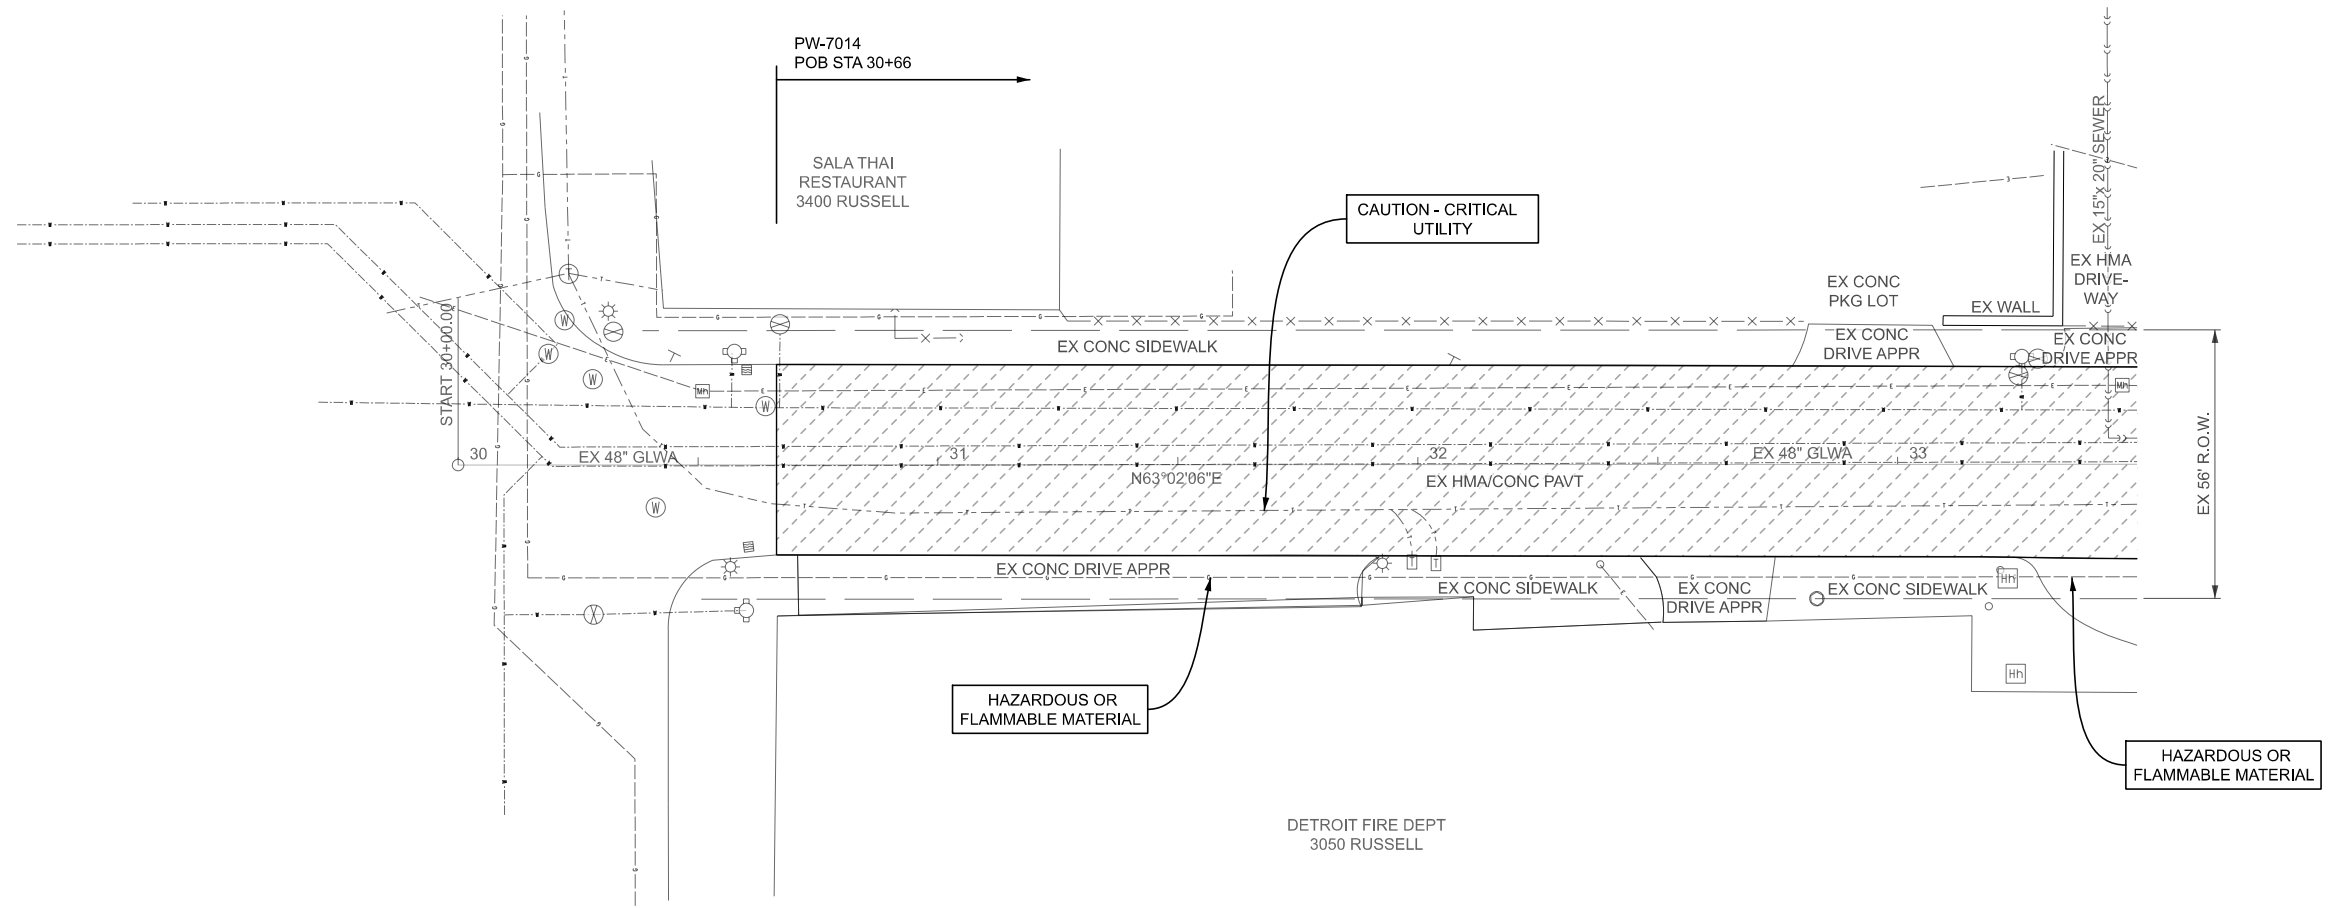 PW-7014
POB STA 30+66
SALA THAI
RESTAURANT
3400 RUSSELL
CAUTION - CRITICAL
UTILITY
EX 15"x 20" SEWER
EX HMA
DRIVE-
WAY
EX CONC
PKG LOT
EX WALL
EX CONC
DRIVE APPR
EX CONC
DRIVE APPR
EX CONC SIDEWALK
START 30+00.00
30
EX 48" GLWA
31
32
EX 48" GLWA
33
N63°02'06"E
EX HMA/CONC PAVT
EX 56' R.O.W.
EX CONC DRIVE APPR
EX CONC SIDEWALK
EX CONC
DRIVE APPR
EX CONC SIDEWALK
HAZARDOUS OR
FLAMMABLE MATERIAL
HAZARDOUS OR
FLAMMABLE MATERIAL
DETROIT FIRE DEPT
3050 RUSSELL
T
W
W
W
W
W
Mh
Mh
T
T
Hh
Hh